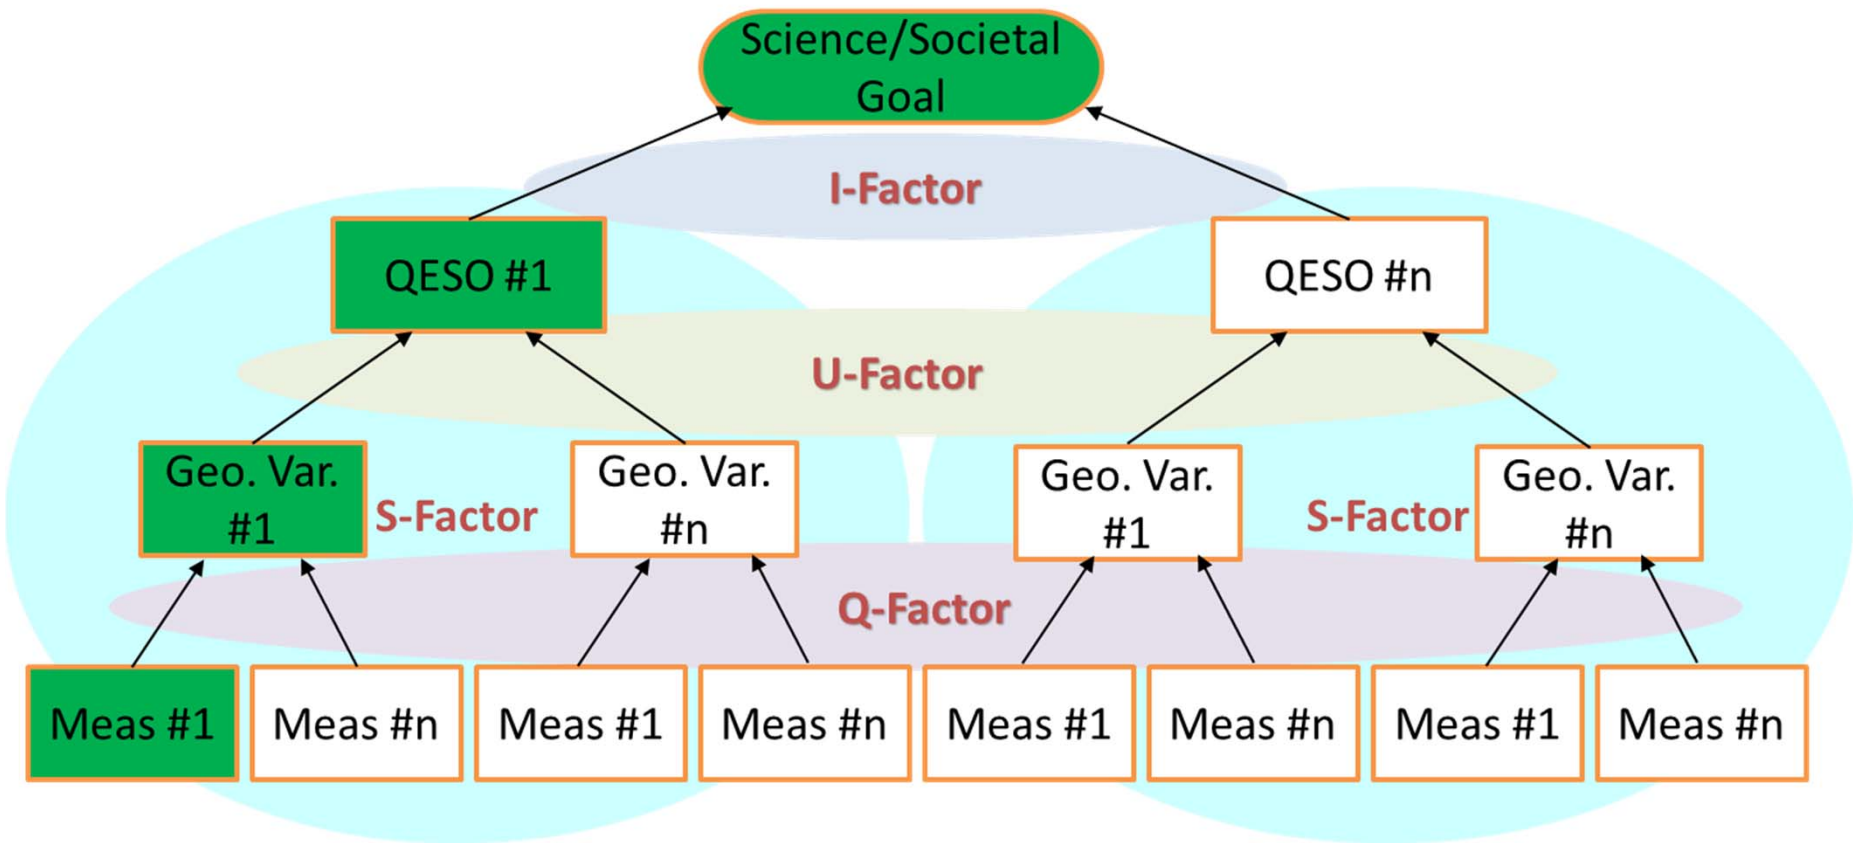 Science/Societal
Goal
I-Factor
QESO #1
QESO #n
U-Factor
Geo. Var.
#1
S-Factor
Geo. Var.
#n
Geo. Var.
#1
S-Factor
Geo. Var.
#n
Q-Factor
Meas #1
Meas #n
Meas #1
Meas #n
Meas #1
Meas #n
Meas #1
Meas #n